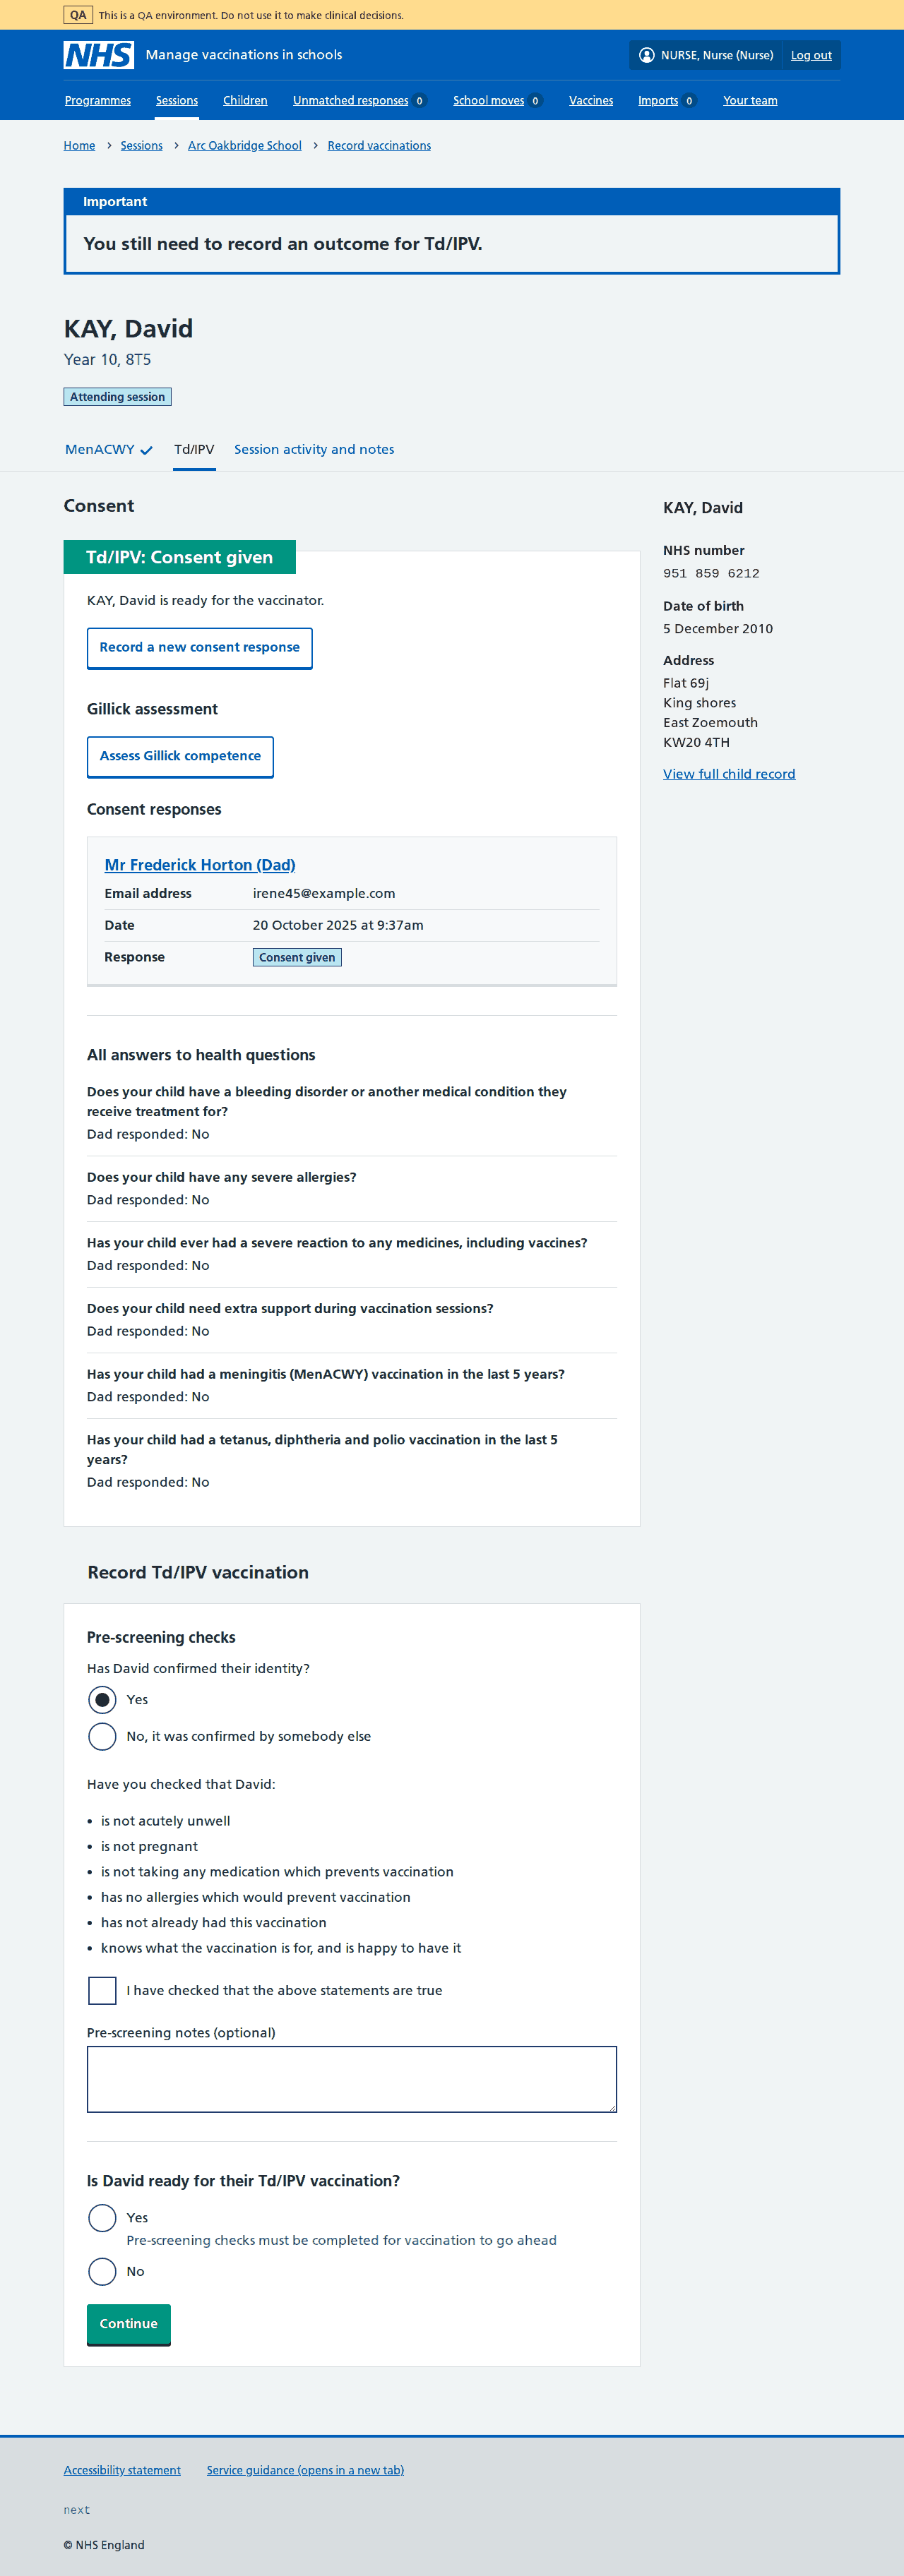 QA This is a QA environment. Do not use it to make clinical decisions.
NHS Manage vaccinations in schools NURSE, Nurse (Nurse) Log out
Programmes Sessions Children Unmatched responses 0 School moves 0 Vaccines Imports 0 Your team
Home Sessions Arc Oakbridge School Record vaccinations
Important
You still need to record an outcome for Td/IPV.
KAY, David
Year 10, 8T5
Attending session
MenACWY Td/IPV Session activity and notes
Consent
Td/IPV: Consent given
KAY, David is ready for the vaccinator.
Record a new consent response
Gillick assessment
Assess Gillick competence
Consent responses
Mr Frederick Horton (Dad)
Email address irene45@example.com
Date 20 October 2025 at 9:37am
Response Consent given
All answers to health questions
Does your child have a bleeding disorder or another medical condition they
receive treatment for?
Dad responded: No
Does your child have any severe allergies?
Dad responded: No
Has your child ever had a severe reaction to any medicines, including vaccines?
Dad responded: No
Does your child need extra support during vaccination sessions?
Dad responded: No
Has your child had a meningitis (MenACWY) vaccination in the last 5 years?
Dad responded: No
Has your child had a tetanus, diphtheria and polio vaccination in the last 5
years?
Dad responded: No
KAY, David
NHS number
951 859 6212
Date of birth
5 December 2010
Address
Flat 69j
King shores
East Zoemouth
KW20 4TH
View full child record
Record Td/IPV vaccination
Pre-screening checks
Has David confirmed their identity?
Yes
No, it was confirmed by somebody else
Have you checked that David:
• is not acutely unwell
• is not pregnant
• is not taking any medication which prevents vaccination
• has no allergies which would prevent vaccination
• has not already had this vaccination
• knows what the vaccination is for, and is happy to have it
I have checked that the above statements are true
Pre-screening notes (optional)
Is David ready for their Td/IPV vaccination?
Yes
Pre-screening checks must be completed for vaccination to go ahead
No
Continue
Accessibility statement Service guidance (opens in a new tab)
next
© NHS England